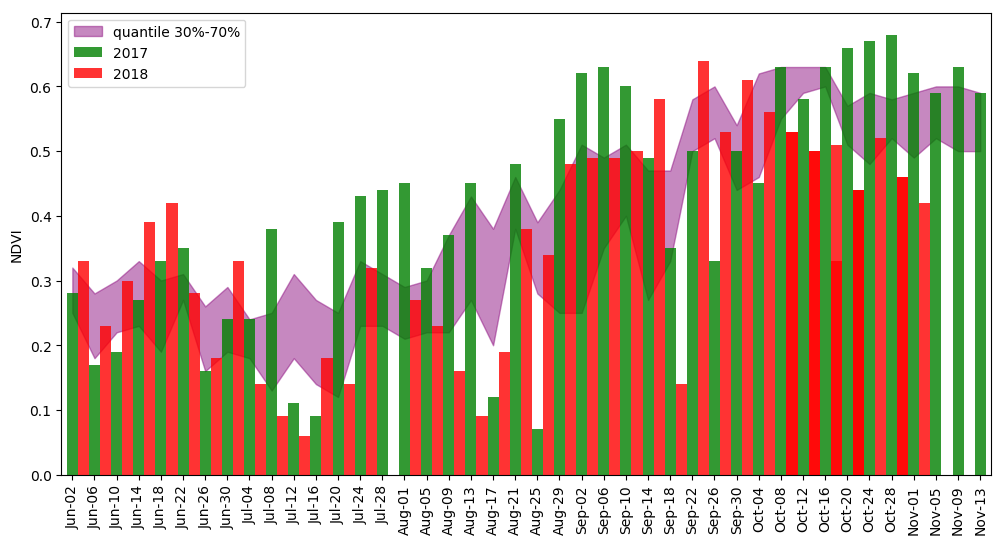 quantile 30%-70%
2017
2018
NDVI
0.7
0.6
0.5
0.4
0.3
0.2
0.1
0.0
Jun-02
Jun-06
Jun-10
Jun-14
Jun-18
Jun-22
Jun-26
Jun-30
Jul-04
Jul-08
Jul-12
Jul-16
Jul-20
Jul-24
Jul-28
Aug-01
Aug-05
Aug-09
Aug-13
Aug-17
Aug-21
Aug-25
Aug-29
Sep-02
Sep-06
Sep-10
Sep-14
Sep-18
Sep-22
Sep-26
Sep-30
Oct-04
Oct-08
Oct-12
Oct-16
Oct-20
Oct-24
Oct-28
Nov-01
Nov-05
Nov-09
Nov-13